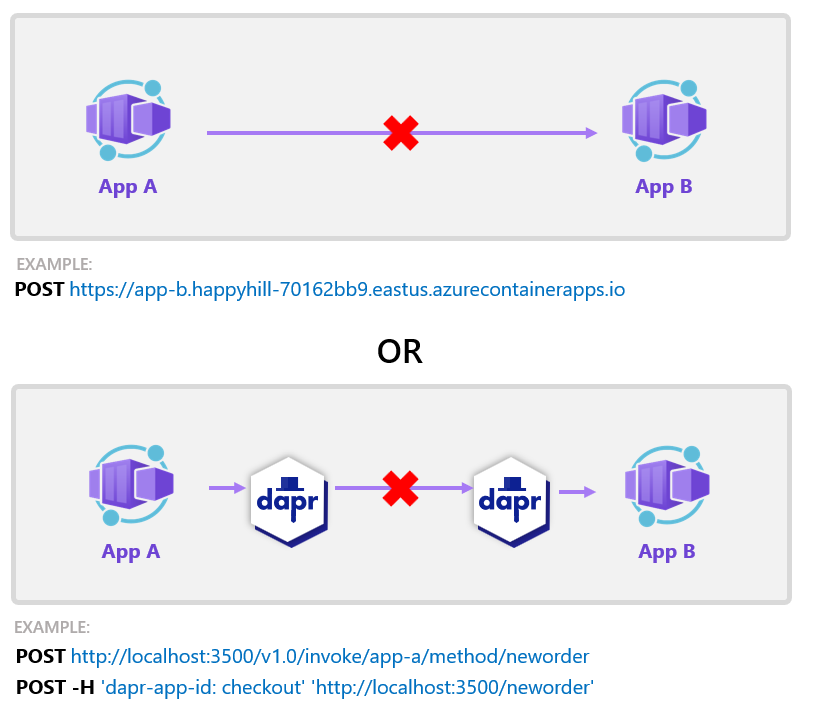 App A
App B
EXAMPLE:
POST https://app-b.happyhill-70162bb9.eastus.azurecontainerapps.io
OR
dapr
dapr
App A
App B
EXAMPLE:
POST http://localhost:3500/v1.0/invoke/app-a/method/neworder
POST -H 'dapr-app-id: checkout' 'http://localhost:3500/neworder'